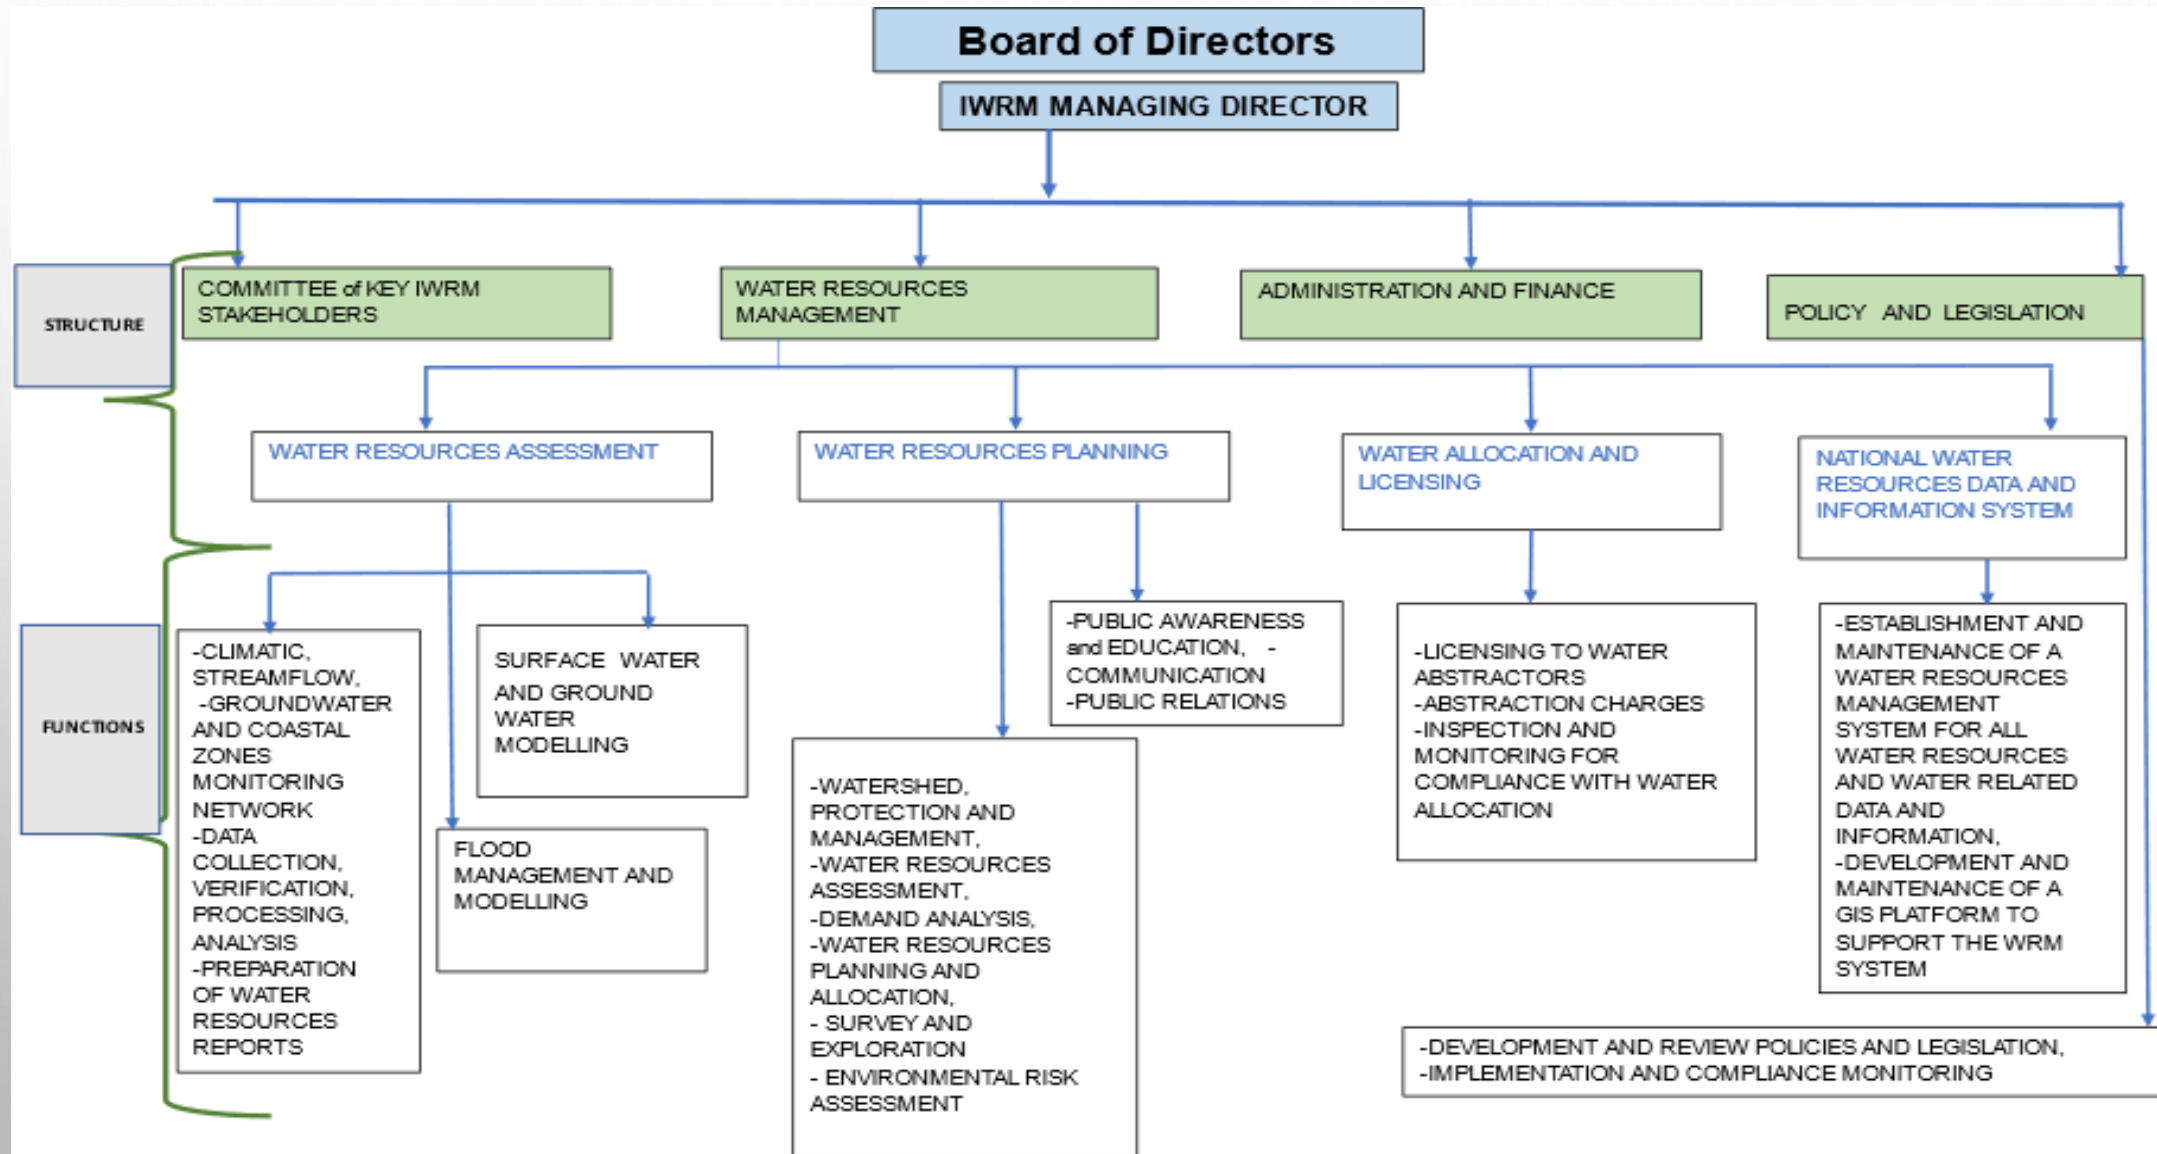 Board of Directors
IWRM MANAGING DIRECTOR
STRUCTURE
COMMITTEE of KEY IWRM
STAKEHOLDERS
WATER RESOURCES
MANAGEMENT
ADMINISTRATION AND FINANCE
POLICY AND LEGISLATION
WATER RESOURCES ASSESSMENT
WATER RESOURCES PLANNING
WATER ALLOCATION AND
LICENSING
NATIONAL WATER
RESOURCES DATA AND
INFORMATION SYSTEM
FUNCTIONS
-CLIMATIC,
STREAMFLOW,
-GROUNDWATER
AND COASTAL
ZONES
MONITORING
NETWORK
-DATA
COLLECTION,
VERIFICATION,
PROCESSING,
ANALYSIS
-PREPARATION
OF WATER
RESOURCES
REPORTS
SURFACE WATER
AND GROUND
WATER
MODELLING
FLOOD
MANAGEMENT AND
MODELLING
-WATERSHED,
PROTECTION AND
MANAGEMENT,
-WATER RESOURCES
ASSESSMENT,
-DEMAND ANALYSIS,
-WATER RESOURCES
PLANNING AND
ALLOCATION,
- SURVEY AND
EXPLORATION
- ENVIRONMENTAL RISK
ASSESSMENT
-PUBLIC AWARENESS
and EDUCATION, -
COMMUNICATION
-PUBLIC RELATIONS
-LICENSING TO WATER
ABSTRACTORS
-ABSTRACTION CHARGES
-INSPECTION AND
MONITORING FOR
COMPLIANCE WITH WATER
ALLOCATION
-ESTABLISHMENT AND
MAINTENANCE OF A
WATER RESOURCES
MANAGEMENT
SYSTEM FOR ALL
WATER RESOURCES
AND WATER RELATED
DATA AND
INFORMATION,
-DEVELOPMENT AND
MAINTENANCE OF A
GIS PLATFORM TO
SUPPORT THE WRM
SYSTEM
-DEVELOPMENT AND REVIEW POLICIES AND LEGISLATION,
-IMPLEMENTATION AND COMPLIANCE MONITORING